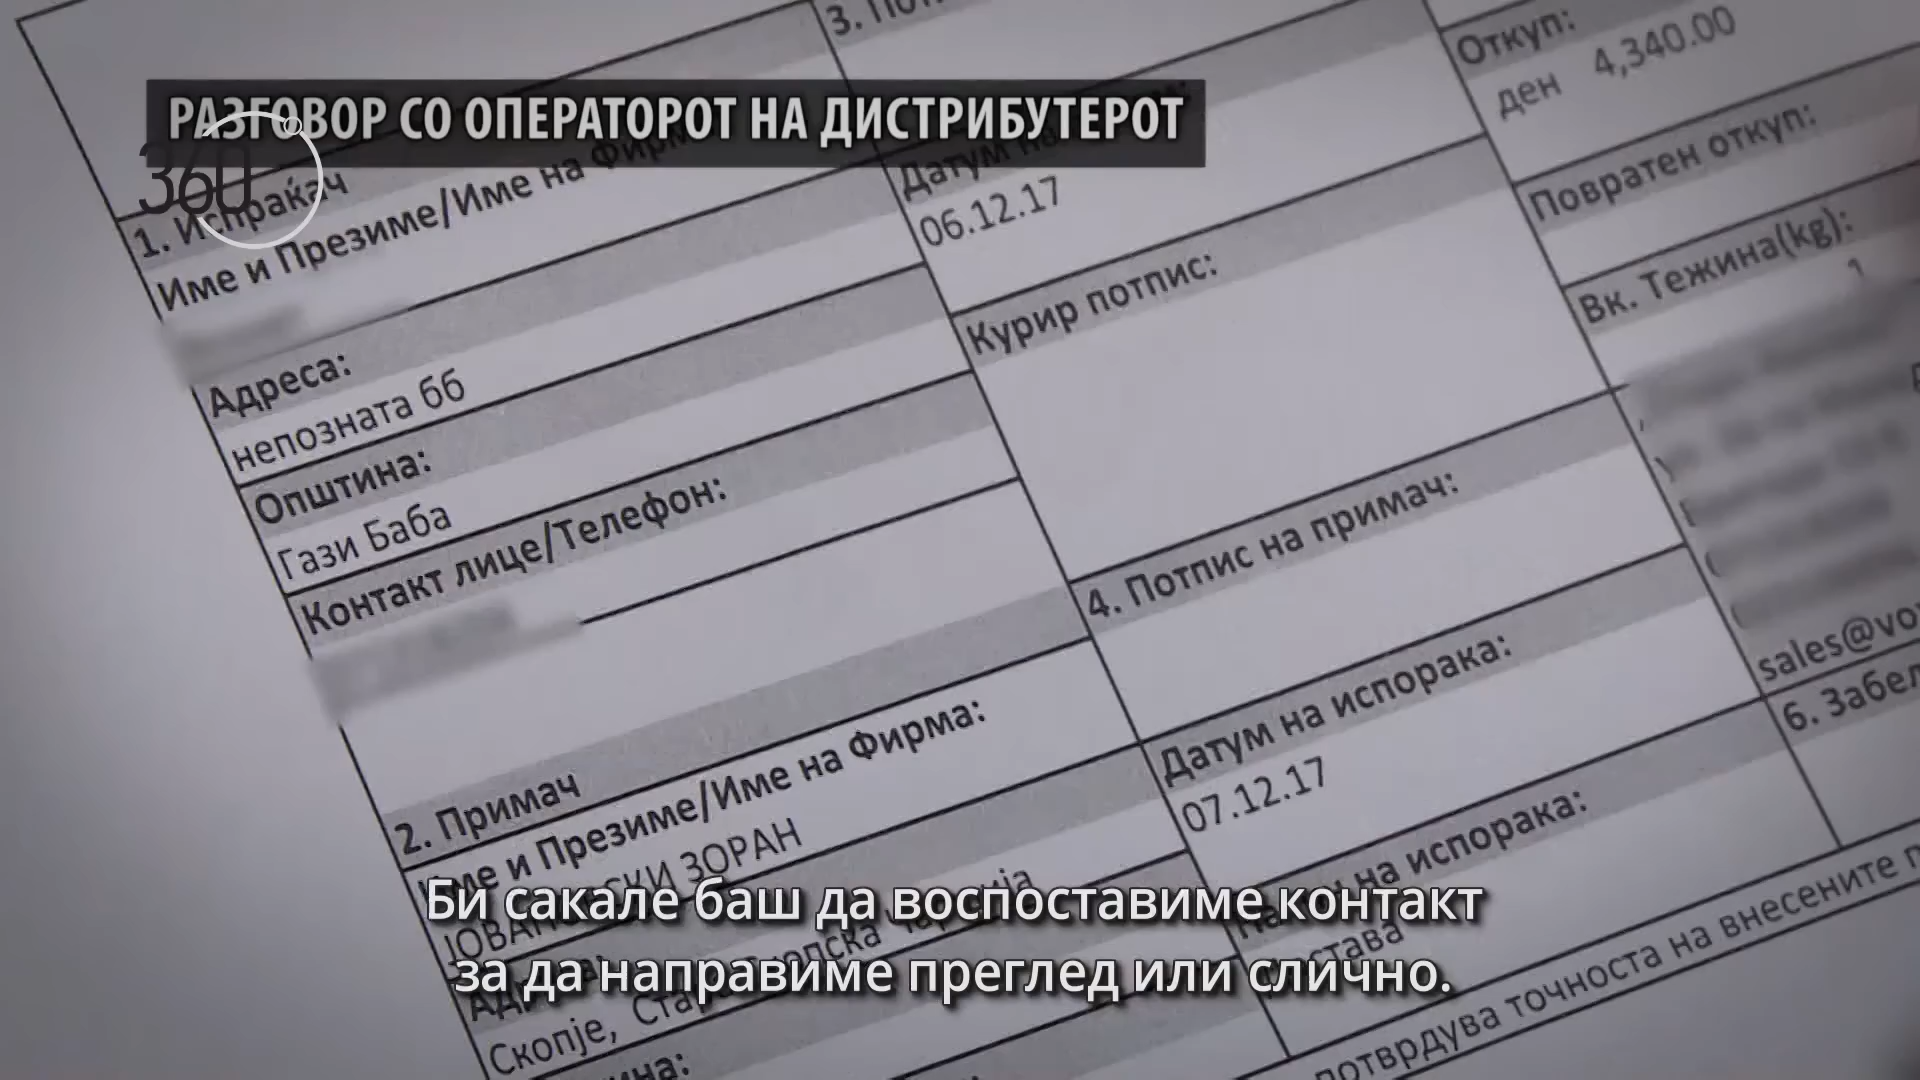 РАЗГОВОР СО ОПЕРАТОРОТ НА ДИСТРИБУТЕРОТ
360
1. Испраќач
Име и Презиме/Име на Фирма
Адреса:
непозната бб
Општина:
Гази Баба
Контакт лице/Телефон:
2. Примач
Име и Презиме/Име на Фирма:
ЗОРАН
Скопје, Стара
3.
Датум на
06.12.17
Курир потпис:
4. Потпис на примач:
Датум на испорака:
07.12.17
на испорака:
Откуп:
ден 4,340.00
Повратен откуп:
Вк. Тежина(kg):
1
sales@vo
6. Забел
потврдува точноста на внесените п
Би сакале баш да воспоставиме контакт
за да направиме преглед или слично.